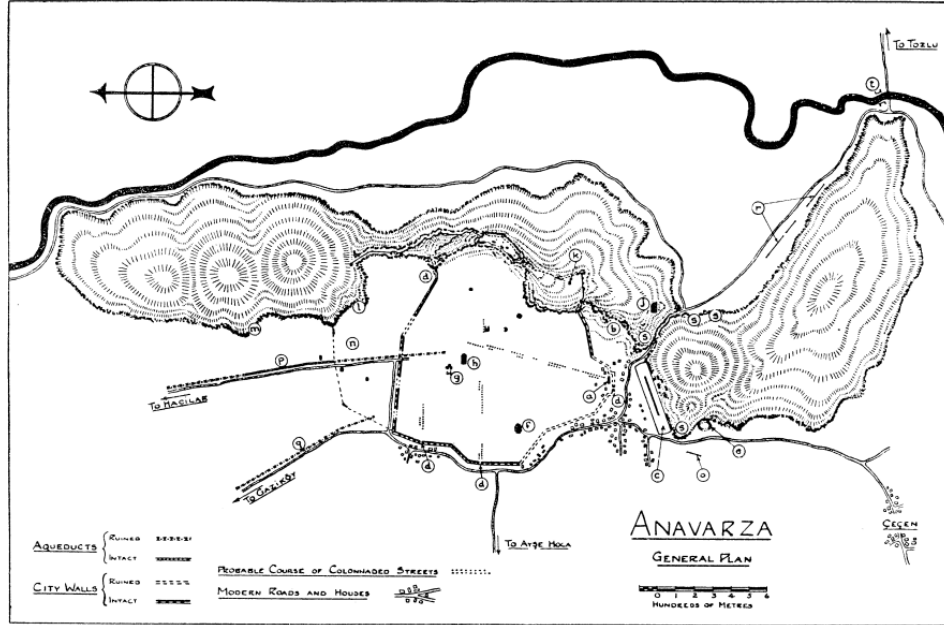 TO TOZLU
t
r
k
d
l
j
s
s
g
b
s
m
n
p
h
g
a
d
TO HACILAR
f
s
e
q
d
d
c
o
TO GAZIKÖY
ANAVARZA
GENERAL PLAN
ÇEÇEN
TO AYŞE HOCA
AQUEDUCTS
RUINED
INTACT
CITY WALLS
RUINED
INTACT
PROBABLE COURSE OF COLONNADED STREETS
MODERN ROADS AND HOUSES
0 1 2 3 4 5 6
HUNDREDS OF METRES